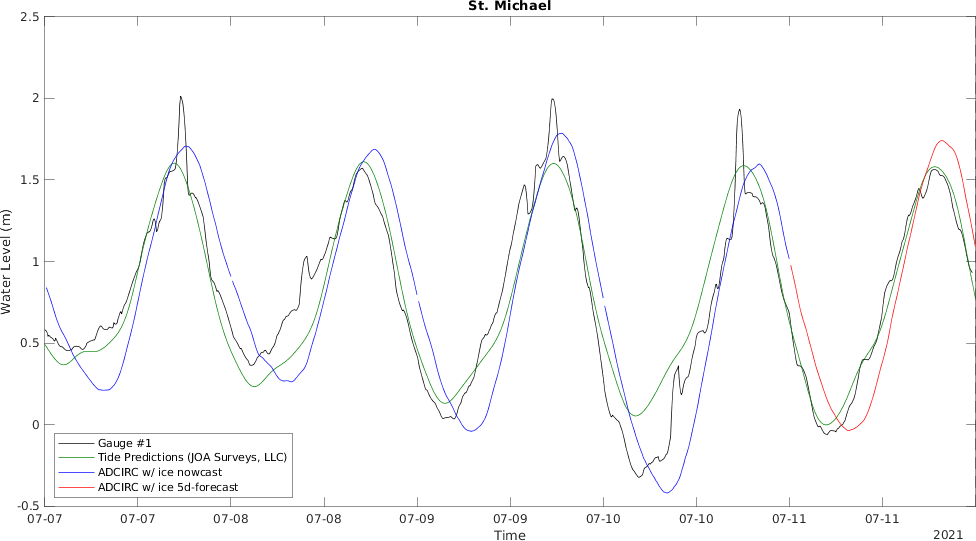 St. Michael
2.5
2
1.5
1
0.5
0
-0.5
Water Level (m)
Gauge #1
Tide Predictions (JOA Surveys, LLC)
ADCIRC w/ ice nowcast
ADCIRC w/ ice 5d-forecast
07-07 07-07 07-08 07-08 07-09 07-09 07-10 07-10 07-11 07-11
Time
2021